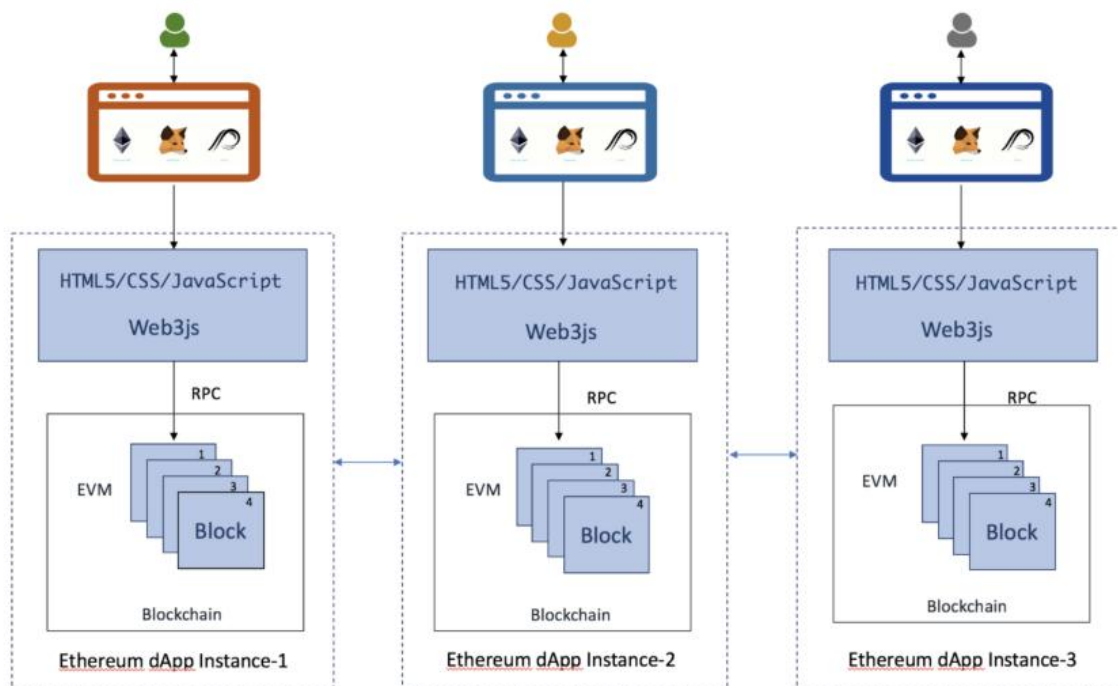 HTML5/CSS/JavaScript
Web3js
RPC
1
2
3
4
EVM
Block
Blockchain
Ethereum dApp Instance-1
HTML5/CSS/JavaScript
Web3js
RPC
1
2
3
4
EVM
Block
Blockchain
Ethereum dApp Instance-2
HTML5/CSS/JavaScript
Web3js
RPC
1
2
3
4
EVM
Block
Blockchain
Ethereum dApp Instance-3